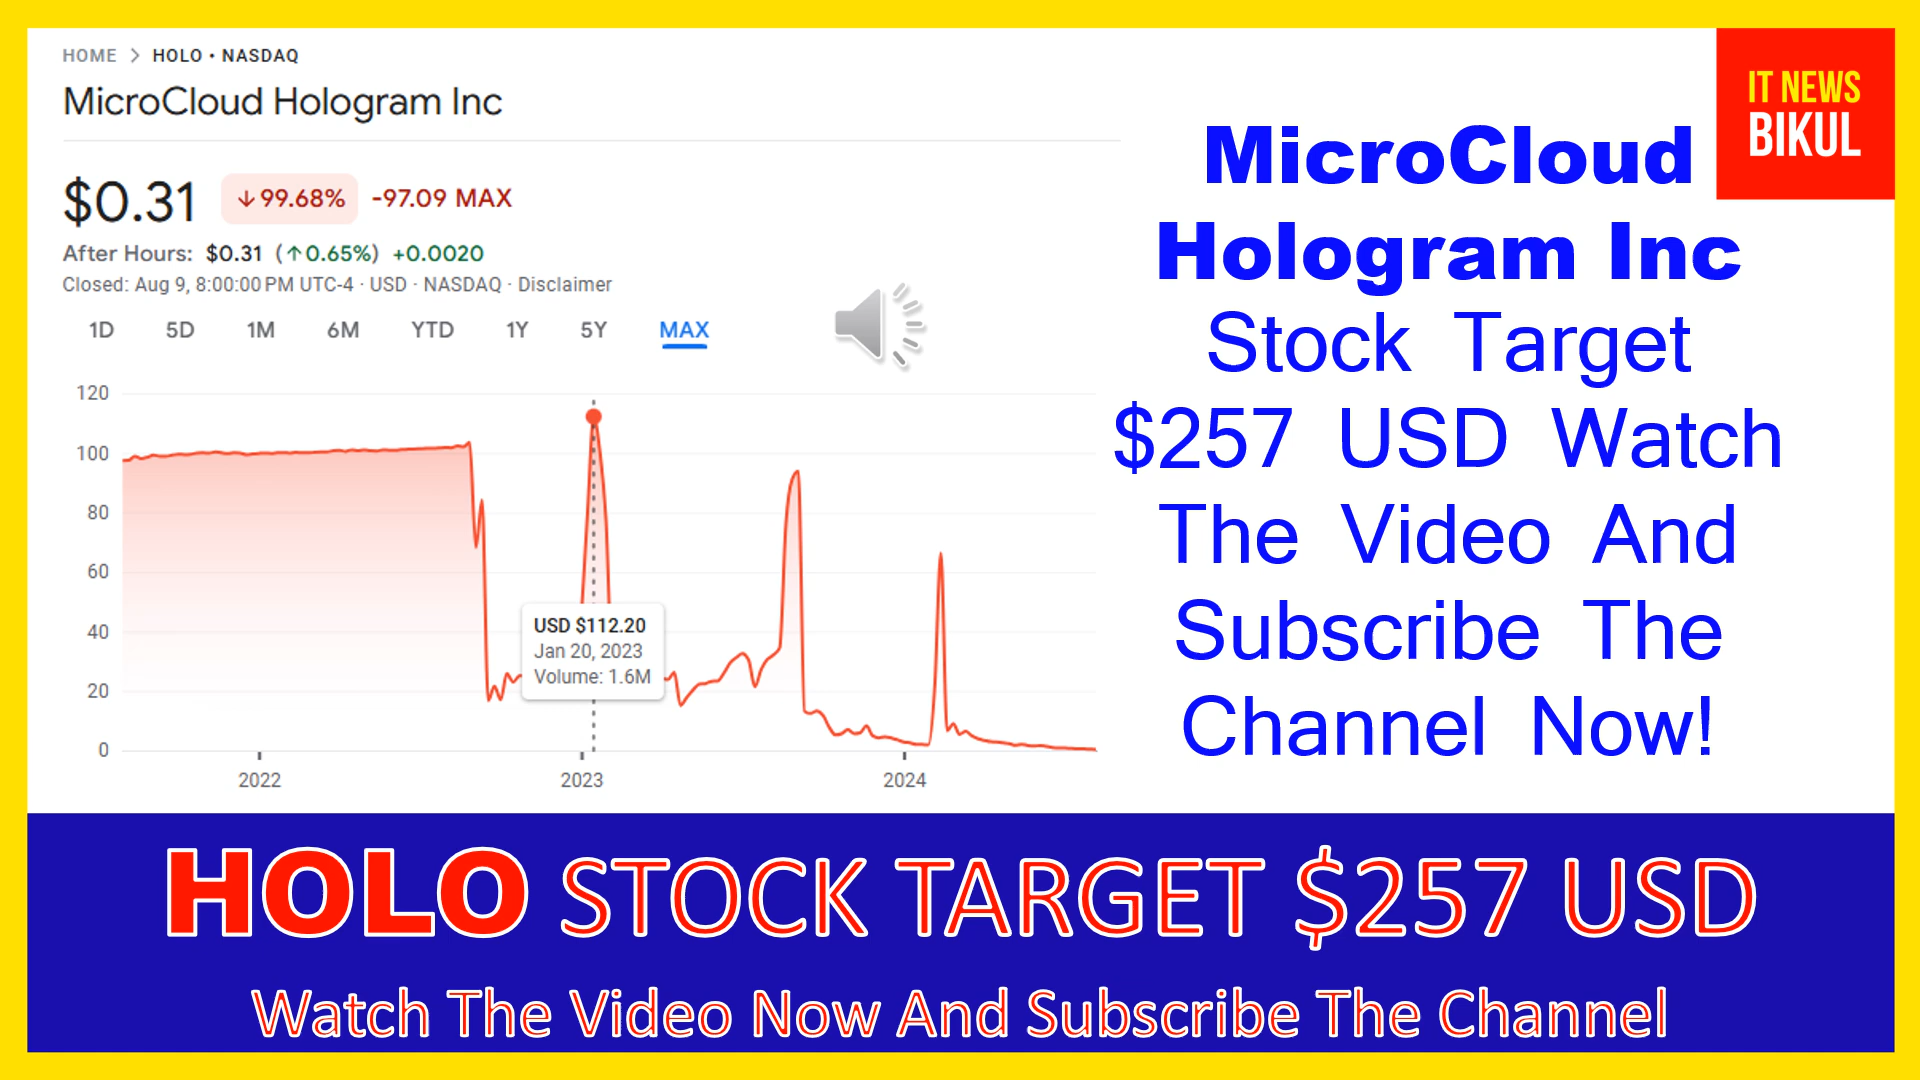 HOME > HOLO • NASDAQ
MicroCloud Hologram Inc
$0.31 ↓99.68% -97.09 MAX
After Hours: $0.31 (↑0.65%) +0.0020
Closed: Aug 9, 8:00:00 PM UTC-4 · USD · NASDAQ · Disclaimer
1D 5D 1M 6M YTD 1Y 5Y MAX
120
100
80
60
40
20
0
USD $112.20
Jan 20, 2023
Volume: 1.6M
2022 2023 2024
IT NEWS
BIKUL
MicroCloud
Hologram Inc
Stock Target
$257 USD Watch
The Video And
Subscribe The
Channel Now!
HOLO STOCK TARGET $257 USD
Watch The Video Now And Subscribe The Channel